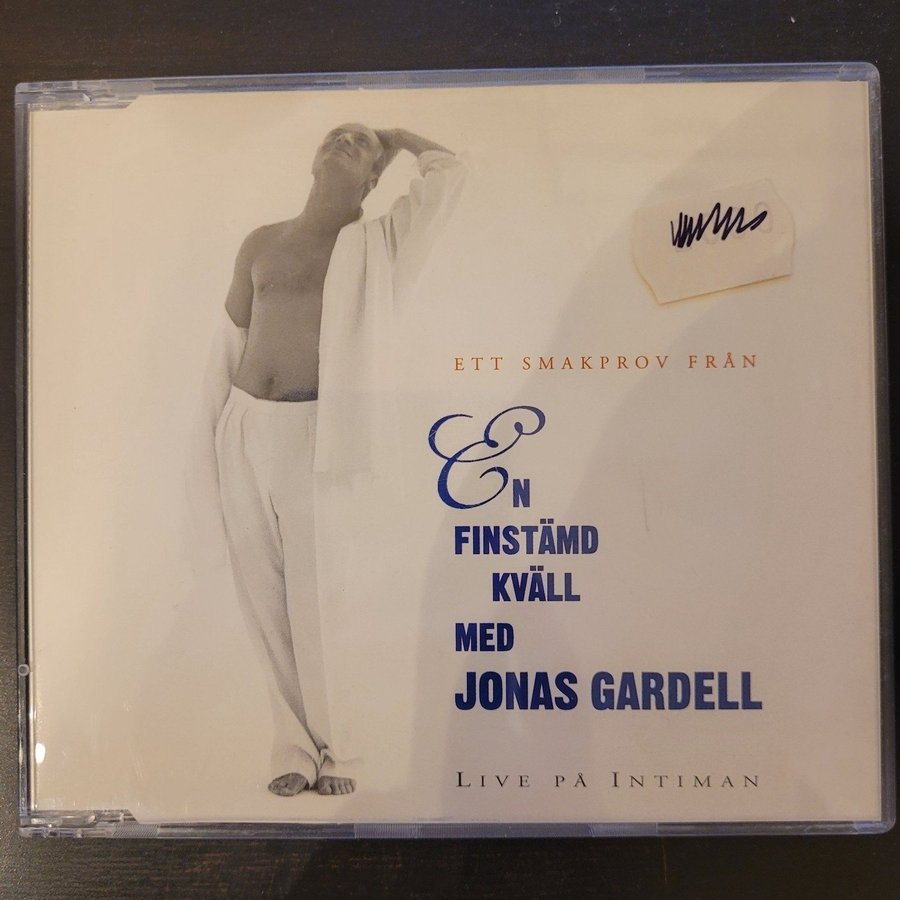 ETT SMAKPROV FRÅN
EN
FINSTÄMD
KVÄLL
MED
JONAS GARDELL
LIVE PÅ INTIMAN